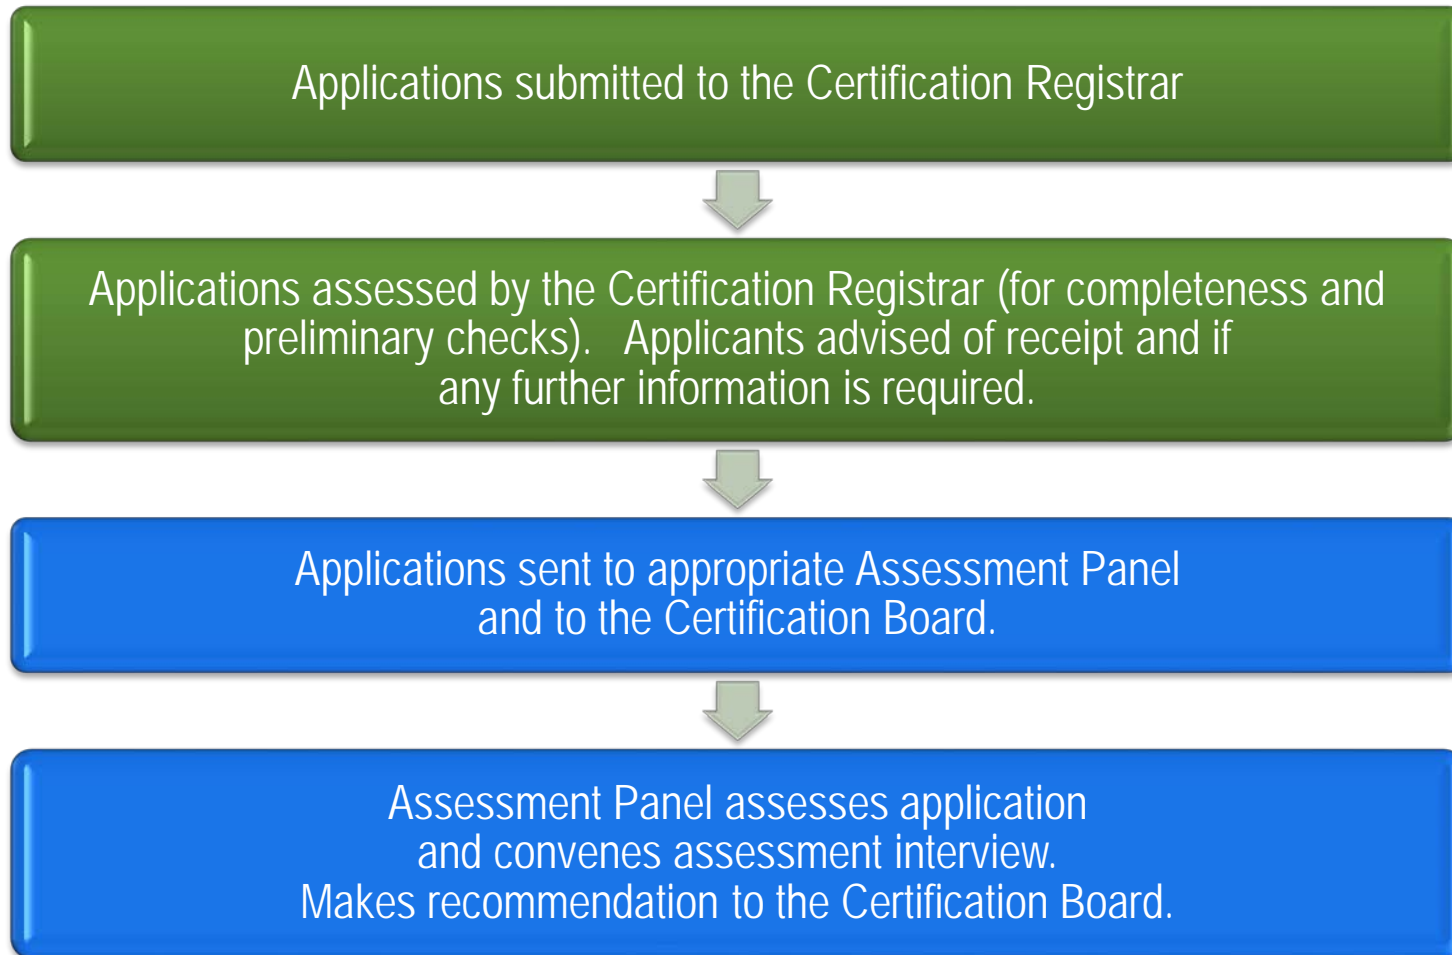 Applications submitted to the Certification Registrar
Applications assessed by the Certification Registrar (for completeness and
preliminary checks).   Applicants advised of receipt and if
any further information is required.
Applications sent to appropriate Assessment Panel
and to the Certification Board.
Assessment Panel assesses application
and convenes assessment interview.
Makes recommendation to the Certification Board.